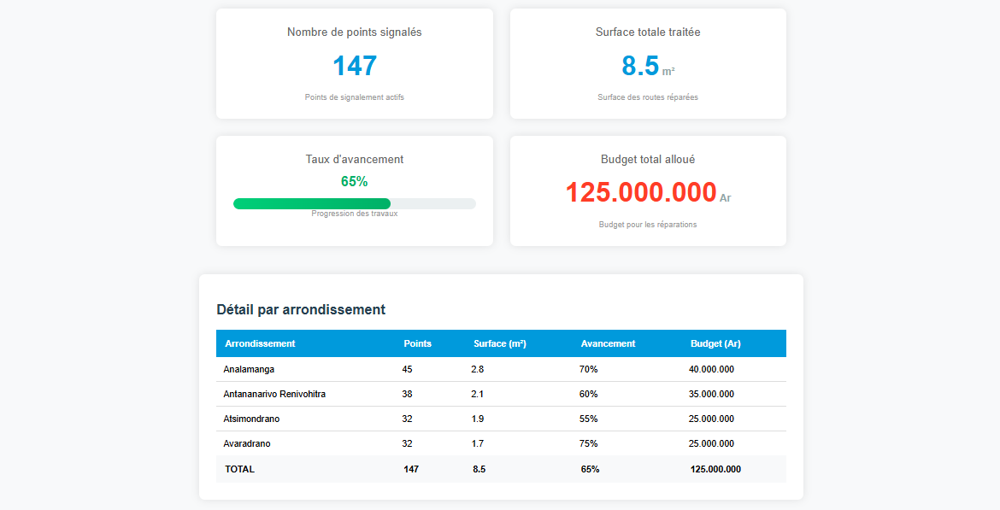 Nombre de points signalés
147
Points de signalement actifs
Surface totale traitée
8.5 m²
Surface des routes réparées
Taux d'avancement
65%
Progression des travaux
Budget total alloué
125.000.000 Ar
Budget pour les réparations
Détail par arrondissement
Arrondissement Points Surface (m²) Avancement Budget (Ar)
Analamanga 45 2.8 70% 40.000.000
Antananarivo Renivohitra 38 2.1 60% 35.000.000
Atsimondrano 32 1.9 55% 25.000.000
Avaradrano 32 1.7 75% 25.000.000
TOTAL 147 8.5 65% 125.000.000